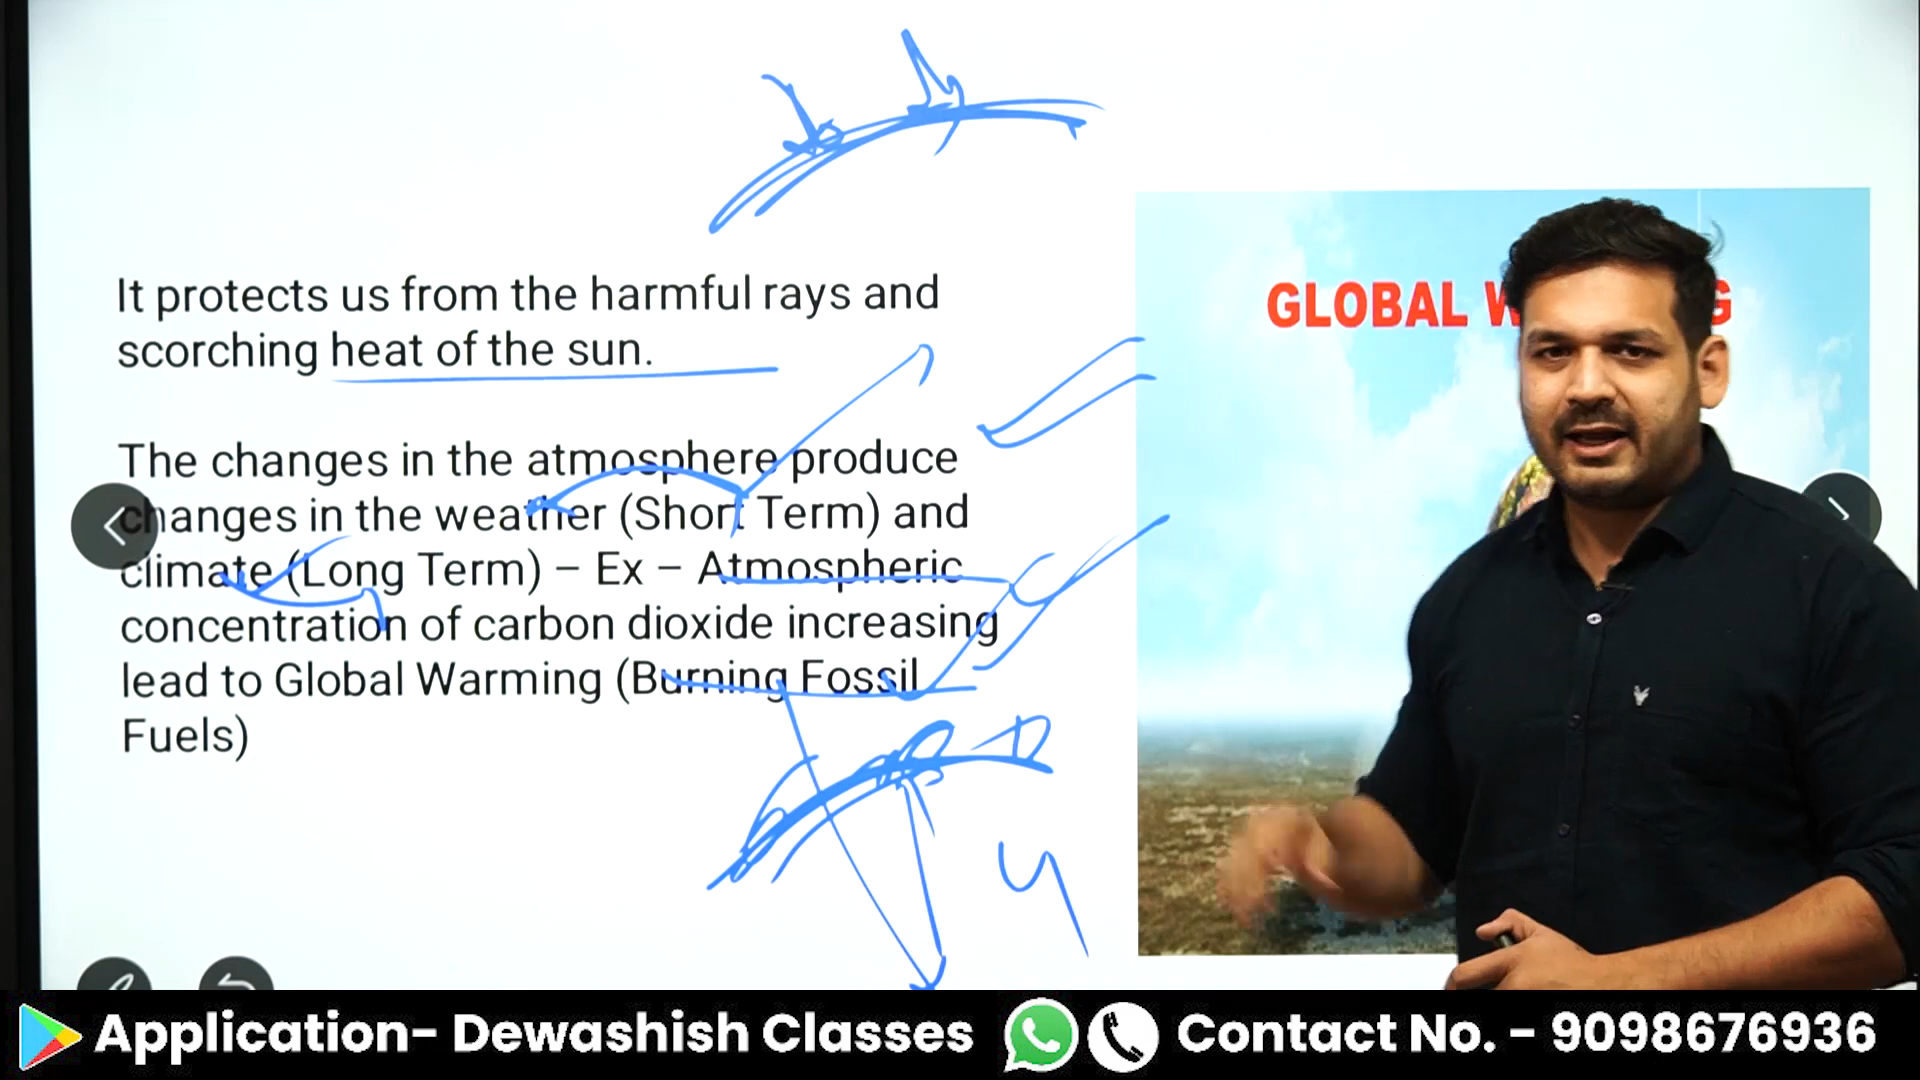 It protects us from the harmful rays and
scorching heat of the sun.
The changes in the atmosphere produce
changes in the weather (Short Term) and
climate (Long Term) – Ex – Atmospheric
concentration of carbon dioxide increasing
lead to Global Warming (Burning Fossil
Fuels)
GLOBAL
Application- Dewashish Classes
Contact No. - 9098676936